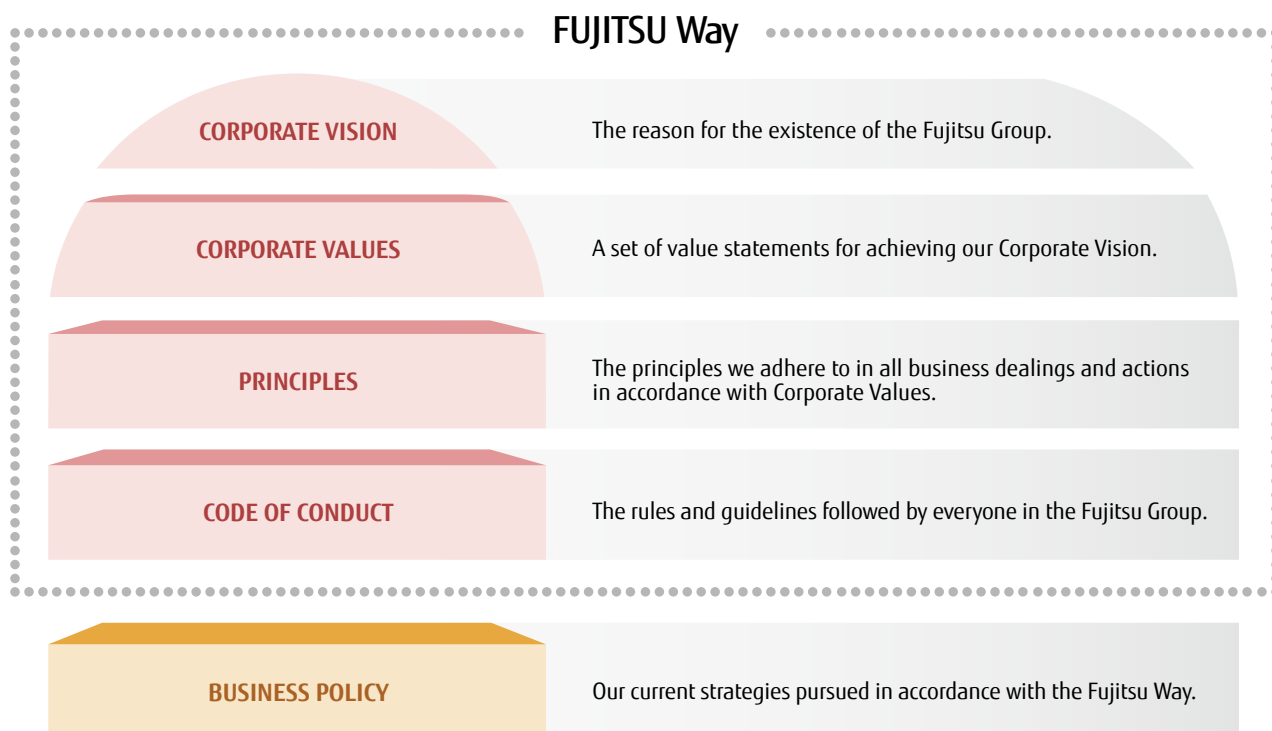 FUJITSU Way
CORPORATE VISION
The reason for the existence of the Fujitsu Group.
CORPORATE VALUES
A set of value statements for achieving our Corporate Vision.
PRINCIPLES
The principles we adhere to in all business dealings and actions
in accordance with Corporate Values.
CODE OF CONDUCT
The rules and guidelines followed by everyone in the Fujitsu Group.
BUSINESS POLICY
Our current strategies pursued in accordance with the Fujitsu Way.